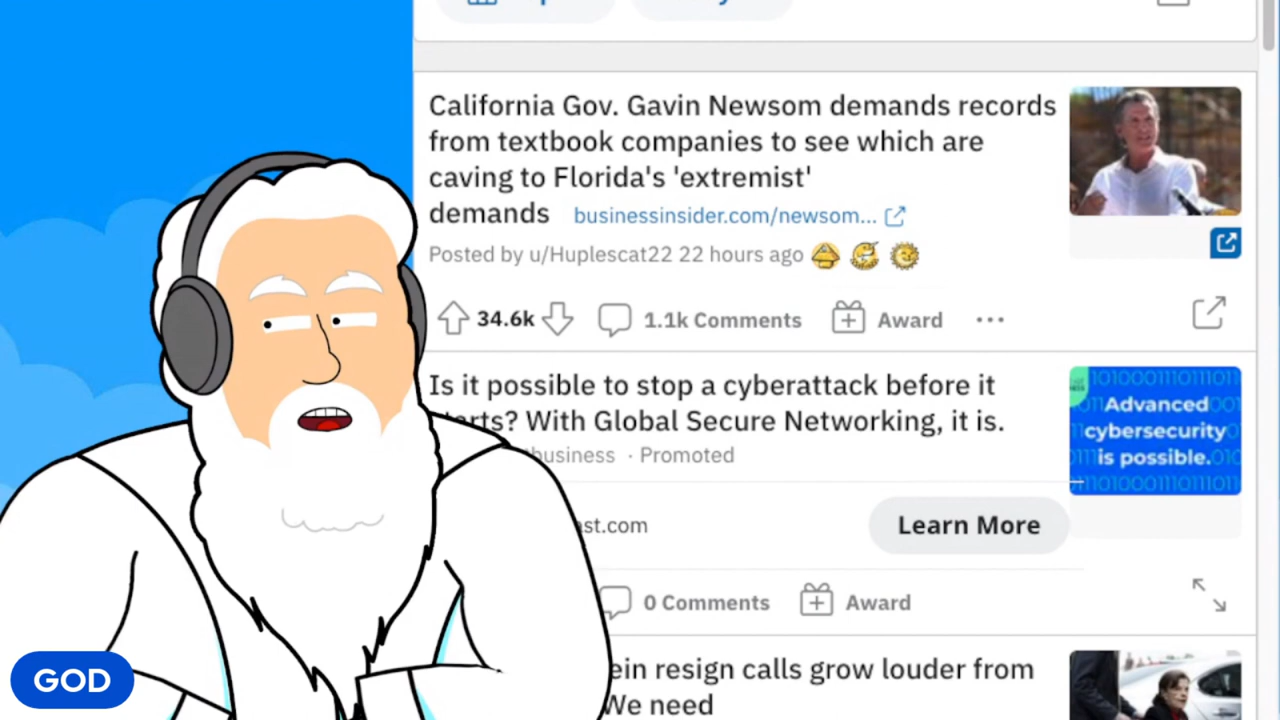 California Gov. Gavin Newsom demands records
from textbook companies to see which are
caving to Florida's 'extremist'
demands businessinsider.com/newsom...
Posted by u/Huplescat22 22 hours ago
34.6k 1.1k Comments Award ...
Is it possible to stop a cyberattack before it
With Global Secure Networking, it is.
business · Promoted
Advanced
cybersecurity
is possible.
Learn More
0 Comments Award
resign calls grow louder from
We need
GOD